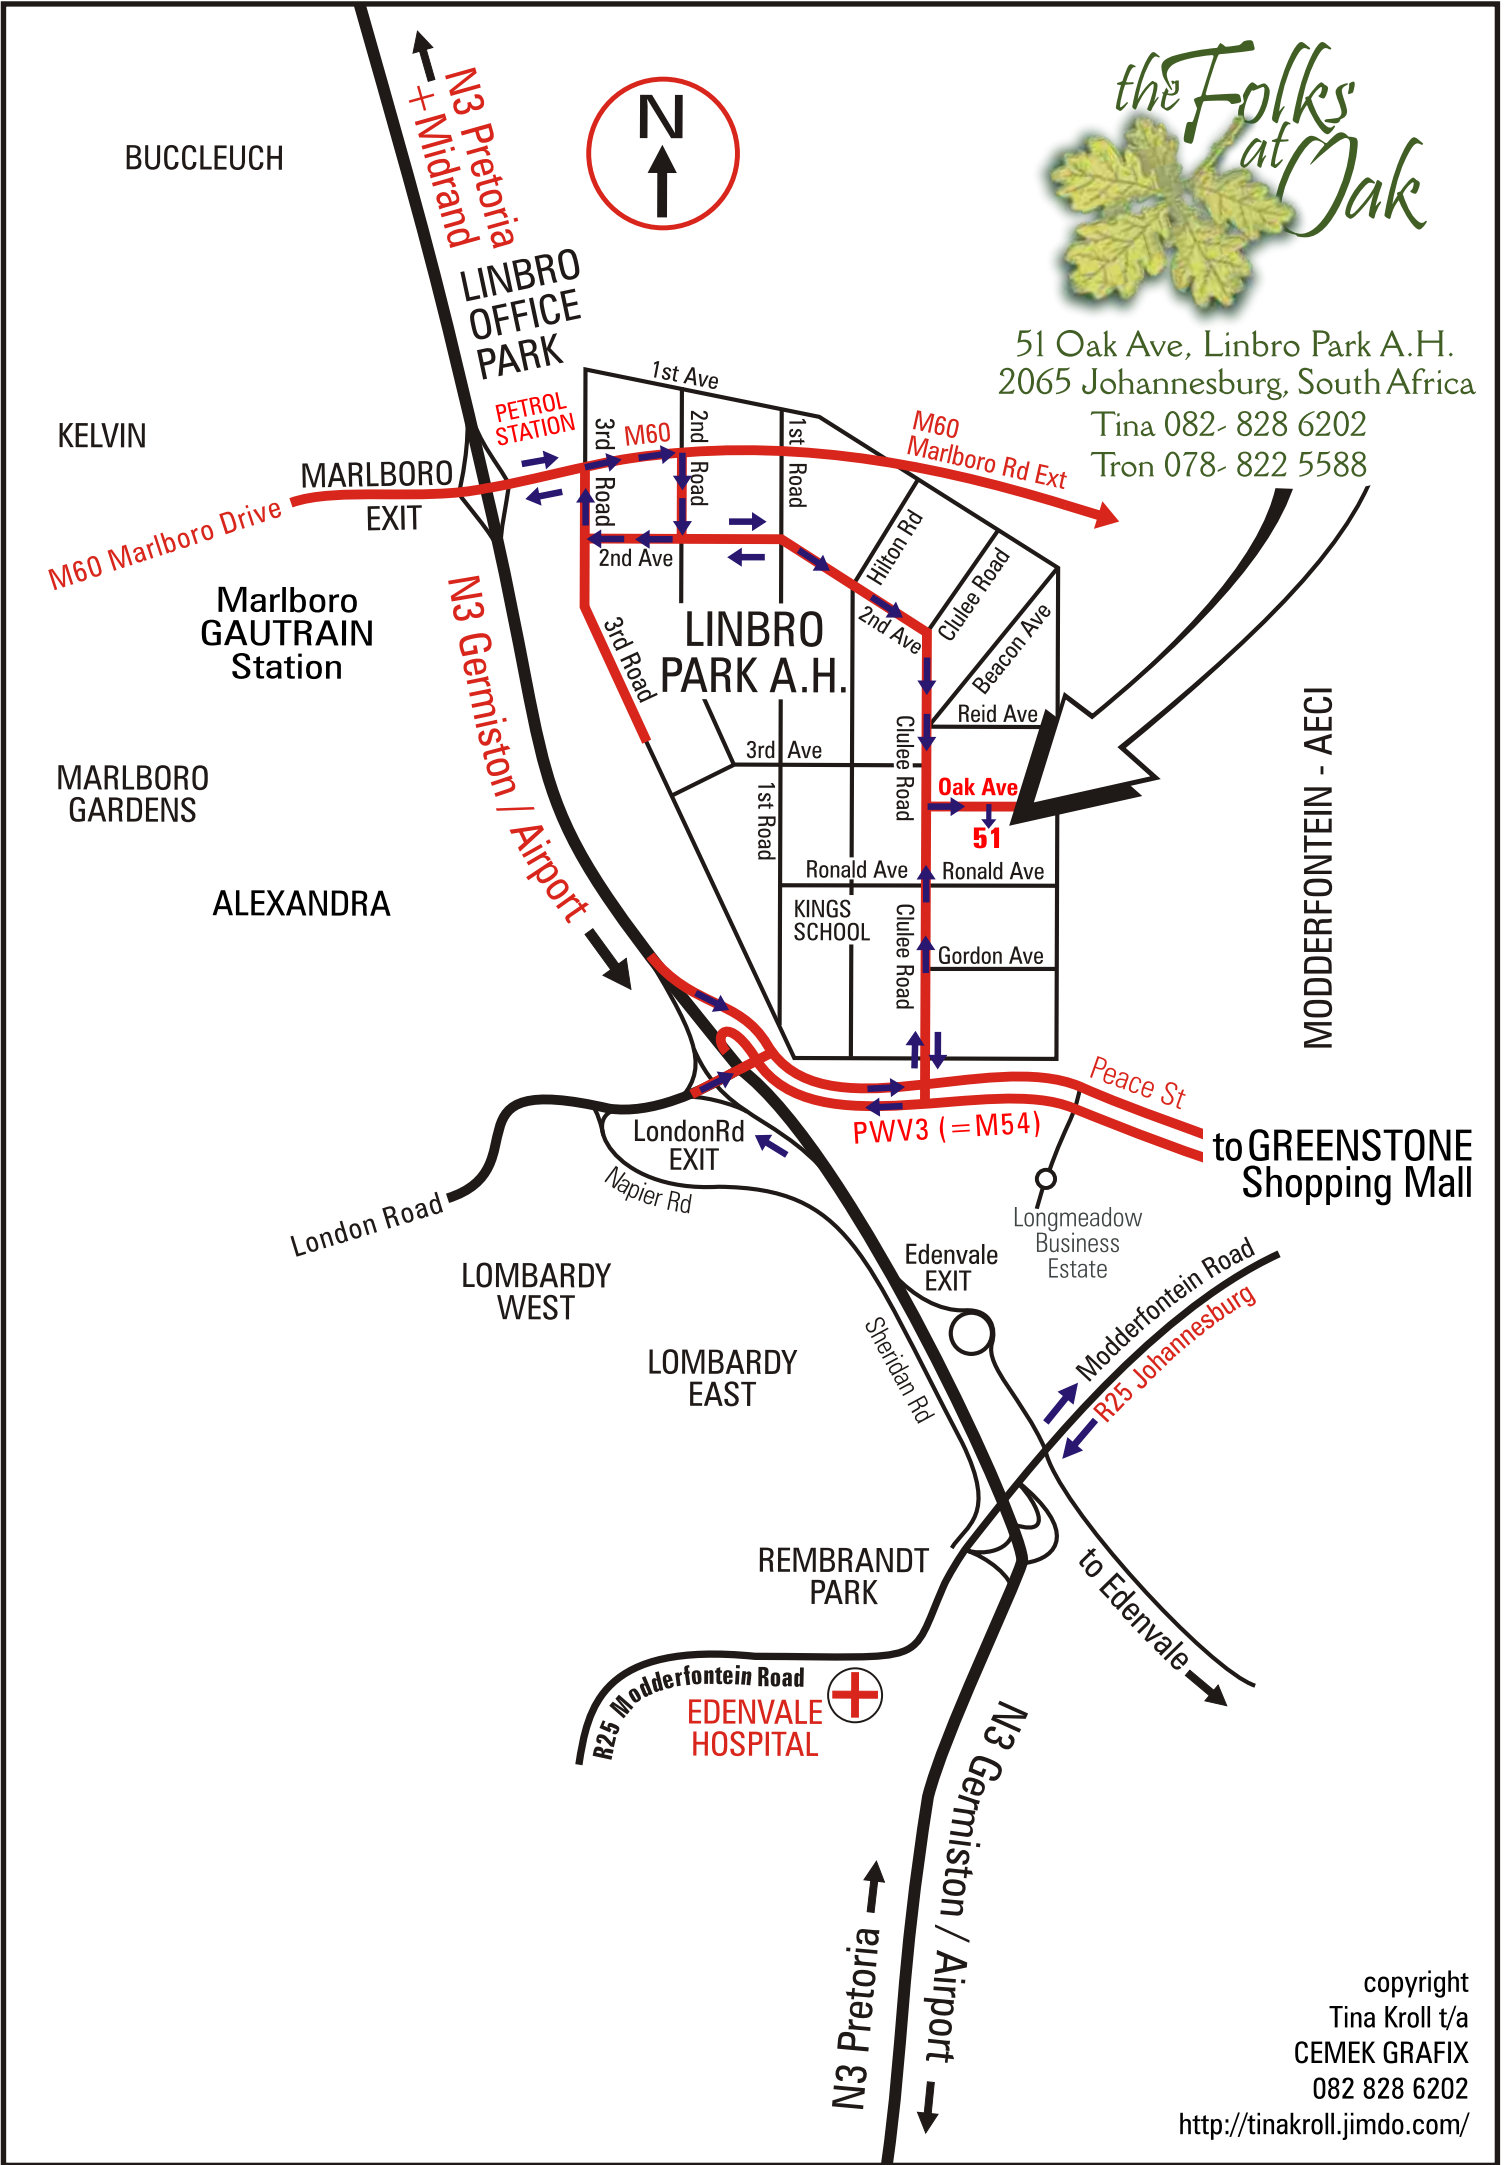 the Folks
at Oak
51 Oak Ave, Linbro Park A.H.
2065 Johannesburg, South Africa
Tina 082- 828 6202
Tron 078- 822 5588
N
N3 Pretoria
+ Midrand
BUCCLEUCH
LINBRO
OFFICE
PARK
KELVIN
PETROL
STATION
MARLBORO
EXIT
M60 Marlboro Drive
1st Ave
3rd Road
M60
2nd Road
1st Road
M60
Marlboro Rd Ext
2nd Ave
Hilton Rd
Clulee Road
2nd Ave
Beacon Ave
Reid Ave
Marlboro
GAUTRAIN
Station
N3 Germiston / Airport
3rd Road
LINBRO
PARK A.H.
3rd Ave
Clulee Road
Oak Ave
51
1st Road
MODDERFONTEIN - AECI
MARLBORO
GARDENS
ALEXANDRA
Ronald Ave
Ronald Ave
KINGS
SCHOOL
Clulee Road
Gordon Ave
Peace St
PWV3 (=M54)
to GREENSTONE
Shopping Mall
LondonRd
EXIT
Napier Rd
London Road
Longmeadow
Business
Estate
LOMBARDY
WEST
Edenvale
EXIT
Modderfontein Road
R25 Johannesburg
Sheridan Rd
LOMBARDY
EAST
REMBRANDT
PARK
to Edenvale
R25 Modderfontein Road
EDENVALE
HOSPITAL
N3 Germiston / Airport
N3 Pretoria
copyright
Tina Kroll t/a
CEMEK GRAFIX
082 828 6202
http://tinakroll.jimdo.com/